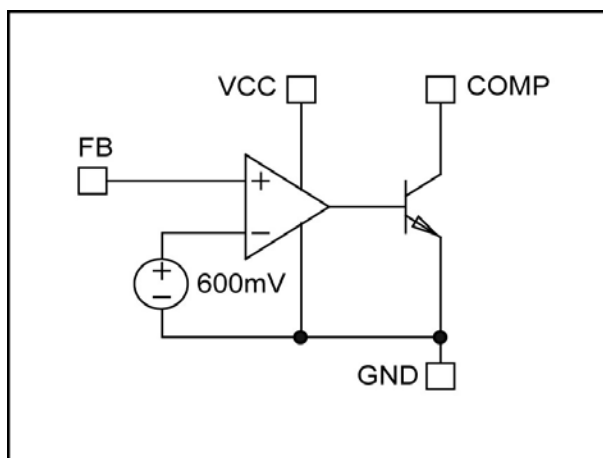 VCC
COMP
FB
+
−
+
−
600mV
GND